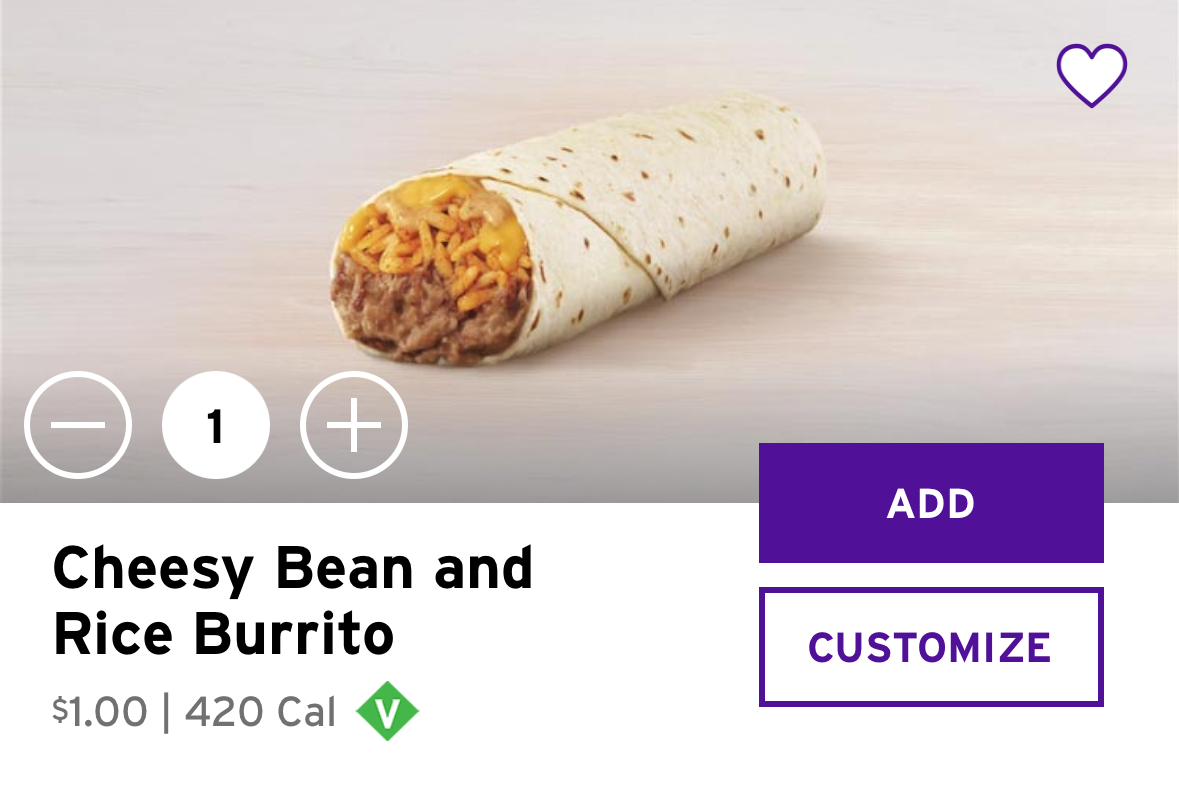 1
ADD
Cheesy Bean and
Rice Burrito
CUSTOMIZE
$1.00 | 420 Cal V